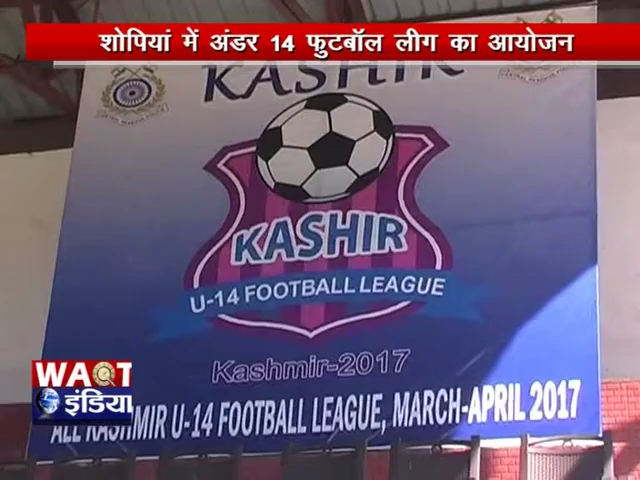 शोपियां में अंडर 14 फुटबॉल लीग का आयोजन
KASHIR
KASHIR
U-14 FOOTBALL LEAGUE
Kashmir-2017
WAQT
इंडिया
ALL KASHMIR U-14 FOOTBALL LEAGUE, MARCH-APRIL 2017